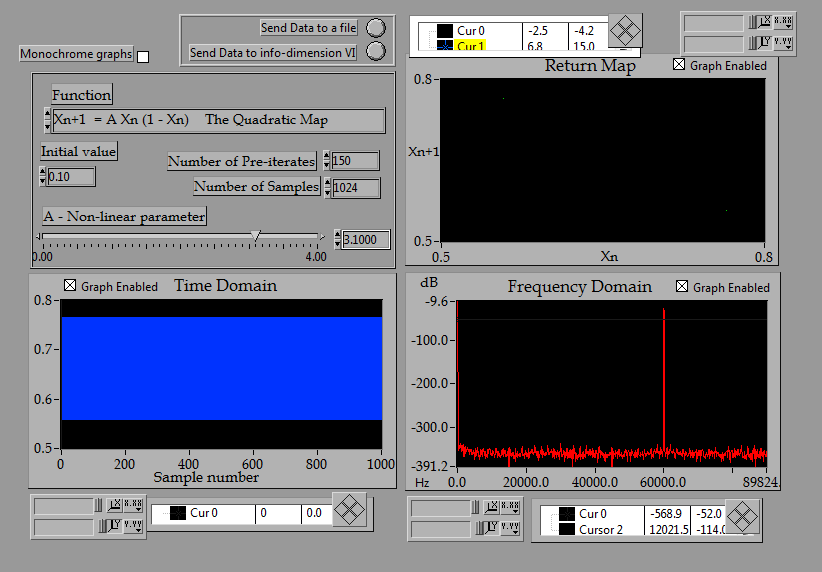 Send Data to a file
Send Data to info-dimension VI
Monochrome graphs
Function
Xn+1 = A Xn (1 - Xn) The Quadratic Map
Initial value
0.10
Number of Pre-iterates 150
Number of Samples 1024
A - Non-linear parameter
0.00 4.00
3.1000
Cur 0 -2.5 -4.2
Cur 1 6.8 15.0
X X.XX
Y Y.YY
Return Map Graph Enabled
0.8
Xn+1
0.5
0.5 Xn 0.8
Graph Enabled Time Domain
0.8
0.7
0.6
0.5
0 200 400 600 800 1000
Sample number
X X.XX
Y Y.YY
Cur 0 0 0.0
dB Frequency Domain Graph Enabled
-9.6
-100.0
-200.0
-300.0
-391.2
Hz 0.0 20000.0 40000.0 60000.0 89824.
X X.XX
Y Y.YY
Cur 0 -568.9 -52.0
Cursor 2 12021.5 -114.0